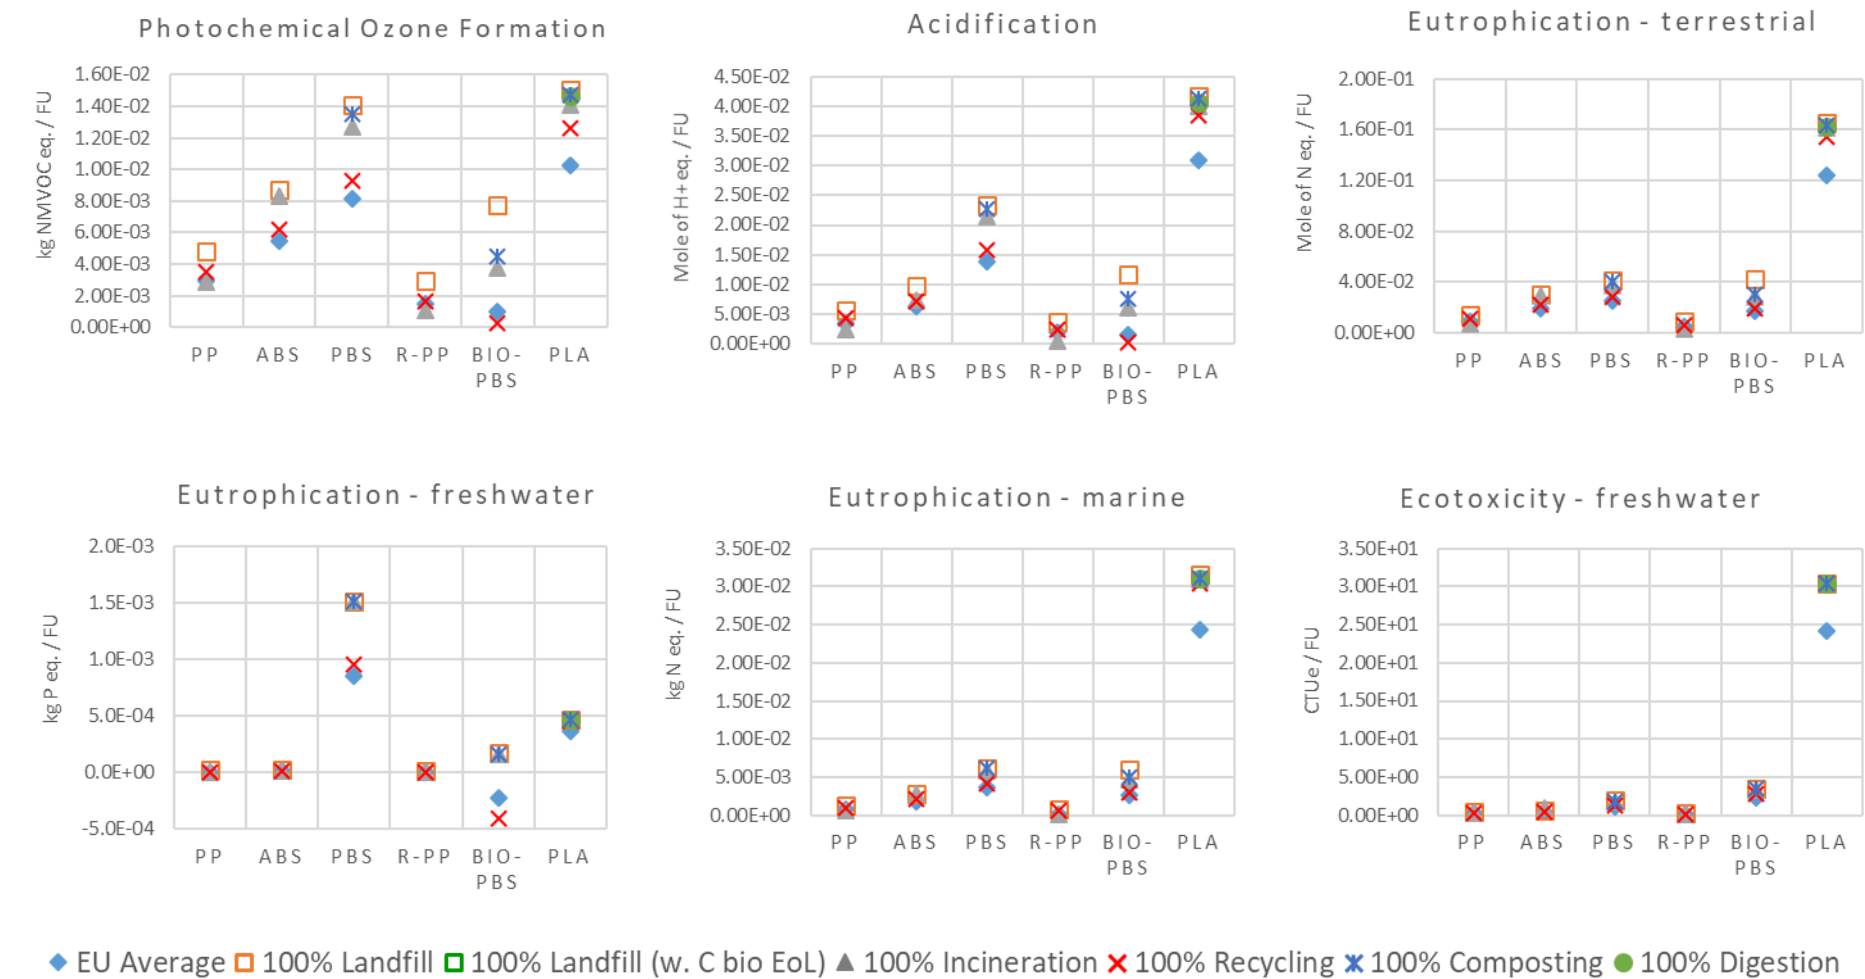 Photochemical Ozone Formation
kg NMVOC eq. / FU
1.60E-02
1.40E-02
1.20E-02
1.00E-02
8.00E-03
6.00E-03
4.00E-03
2.00E-03
0.00E+00
PP ABS PBS R-PP BIO-PBS PLA
Acidification
Mole of H+ eq. / FU
4.50E-02
4.00E-02
3.50E-02
3.00E-02
2.50E-02
2.00E-02
1.50E-02
1.00E-02
5.00E-03
0.00E+00
PP ABS PBS R-PP BIO-PBS PLA
Eutrophication - terrestrial
Mole of N eq. / FU
2.00E-01
1.60E-01
1.20E-01
8.00E-02
4.00E-02
0.00E+00
PP ABS PBS R-PP BIO-PBS PLA
Eutrophication - freshwater
kg P eq. / FU
2.0E-03
1.5E-03
1.0E-03
5.0E-04
0.0E+00
-5.0E-04
PP ABS PBS R-PP BIO-PBS PLA
Eutrophication - marine
kg N eq. / FU
3.50E-02
3.00E-02
2.50E-02
2.00E-02
1.50E-02
1.00E-02
5.00E-03
0.00E+00
PP ABS PBS R-PP BIO-PBS PLA
Ecotoxicity - freshwater
CTUe / FU
3.50E+01
3.00E+01
2.50E+01
2.00E+01
1.50E+01
1.00E+01
5.00E+00
0.00E+00
PP ABS PBS R-PP BIO-PBS PLA
EU Average 100% Landfill 100% Landfill (w. C bio EoL) 100% Incineration 100% Recycling 100% Composting 100% Digestion